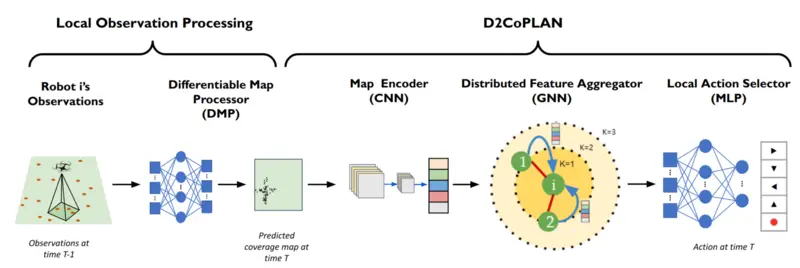 Local Observation Processing
D2CoPLAN
Robot i's
Observations
Differentiable Map
Processor
(DMP)
Map Encoder
(CNN)
Distributed Feature Aggregator
(GNN)
Local Action Selector
(MLP)
K=3
K=2
K=1
1
i
2
Observations at
time T-1
Predicted
coverage map at
time T
Action at time T